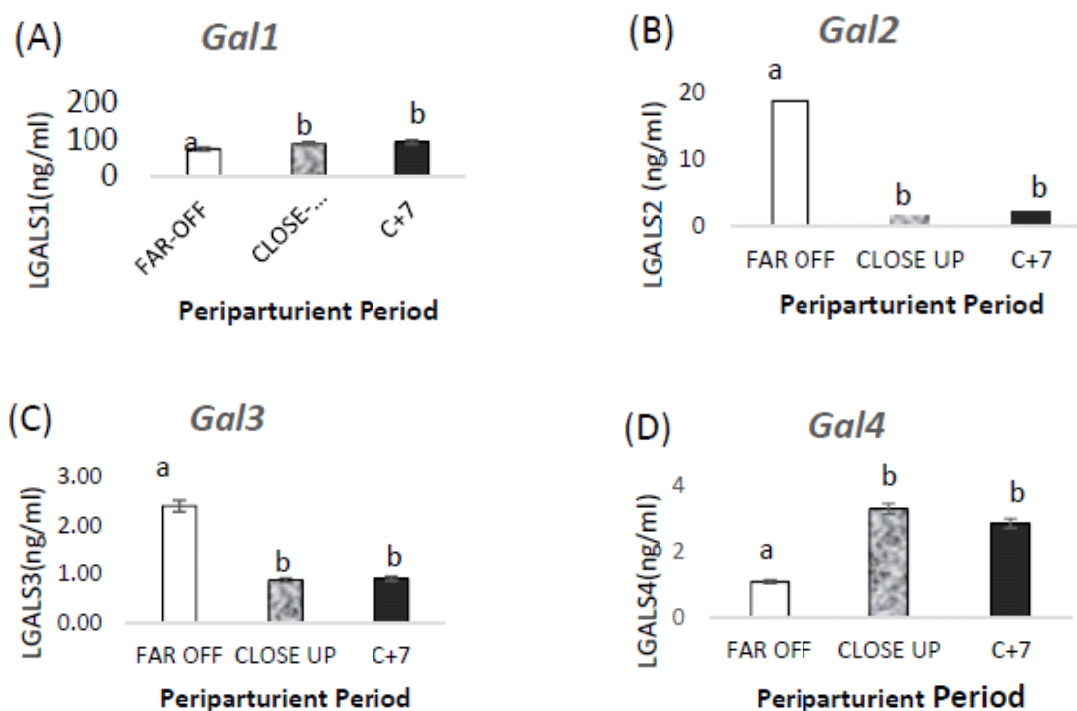 (A)
Gal1
LGALS1(ng/ml)
200
100
0
a
b
b
FAR-OFF
CLOSE-...
C+7
Periparturient Period
(B)
Gal2
LGALS2 (ng/ml)
20
10
0
a
b
b
FAR OFF
CLOSE UP
C+7
Periparturient Period
(C)
Gal3
LGALS3(ng/ml)
3.00
2.00
1.00
0.00
a
b
b
FAR OFF
CLOSE UP
C+7
Periparturient Period
(D)
Gal4
LGALS4(ng/ml)
4
2
0
a
b
b
FAR OFF
CLOSE UP
C+7
Periparturient Period